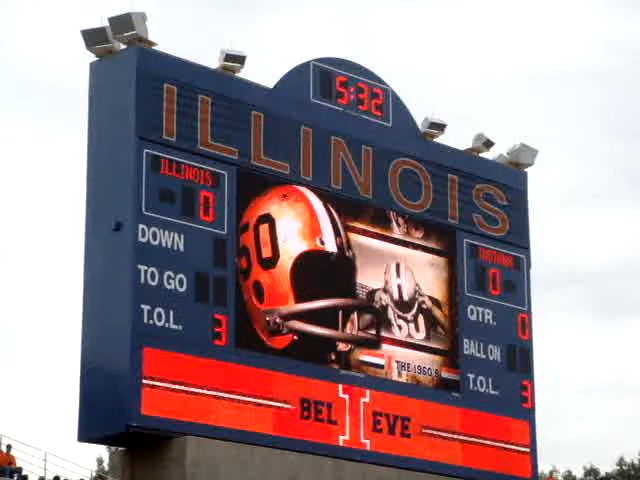 5:32
ILLINOIS
ILLINOIS
0
INDIANA
0
DOWN
TO GO
T.O.L. 3
QTR. 0
BALL ON
T.O.L. 3
50
50
THE 1960'S
BEL I EVE